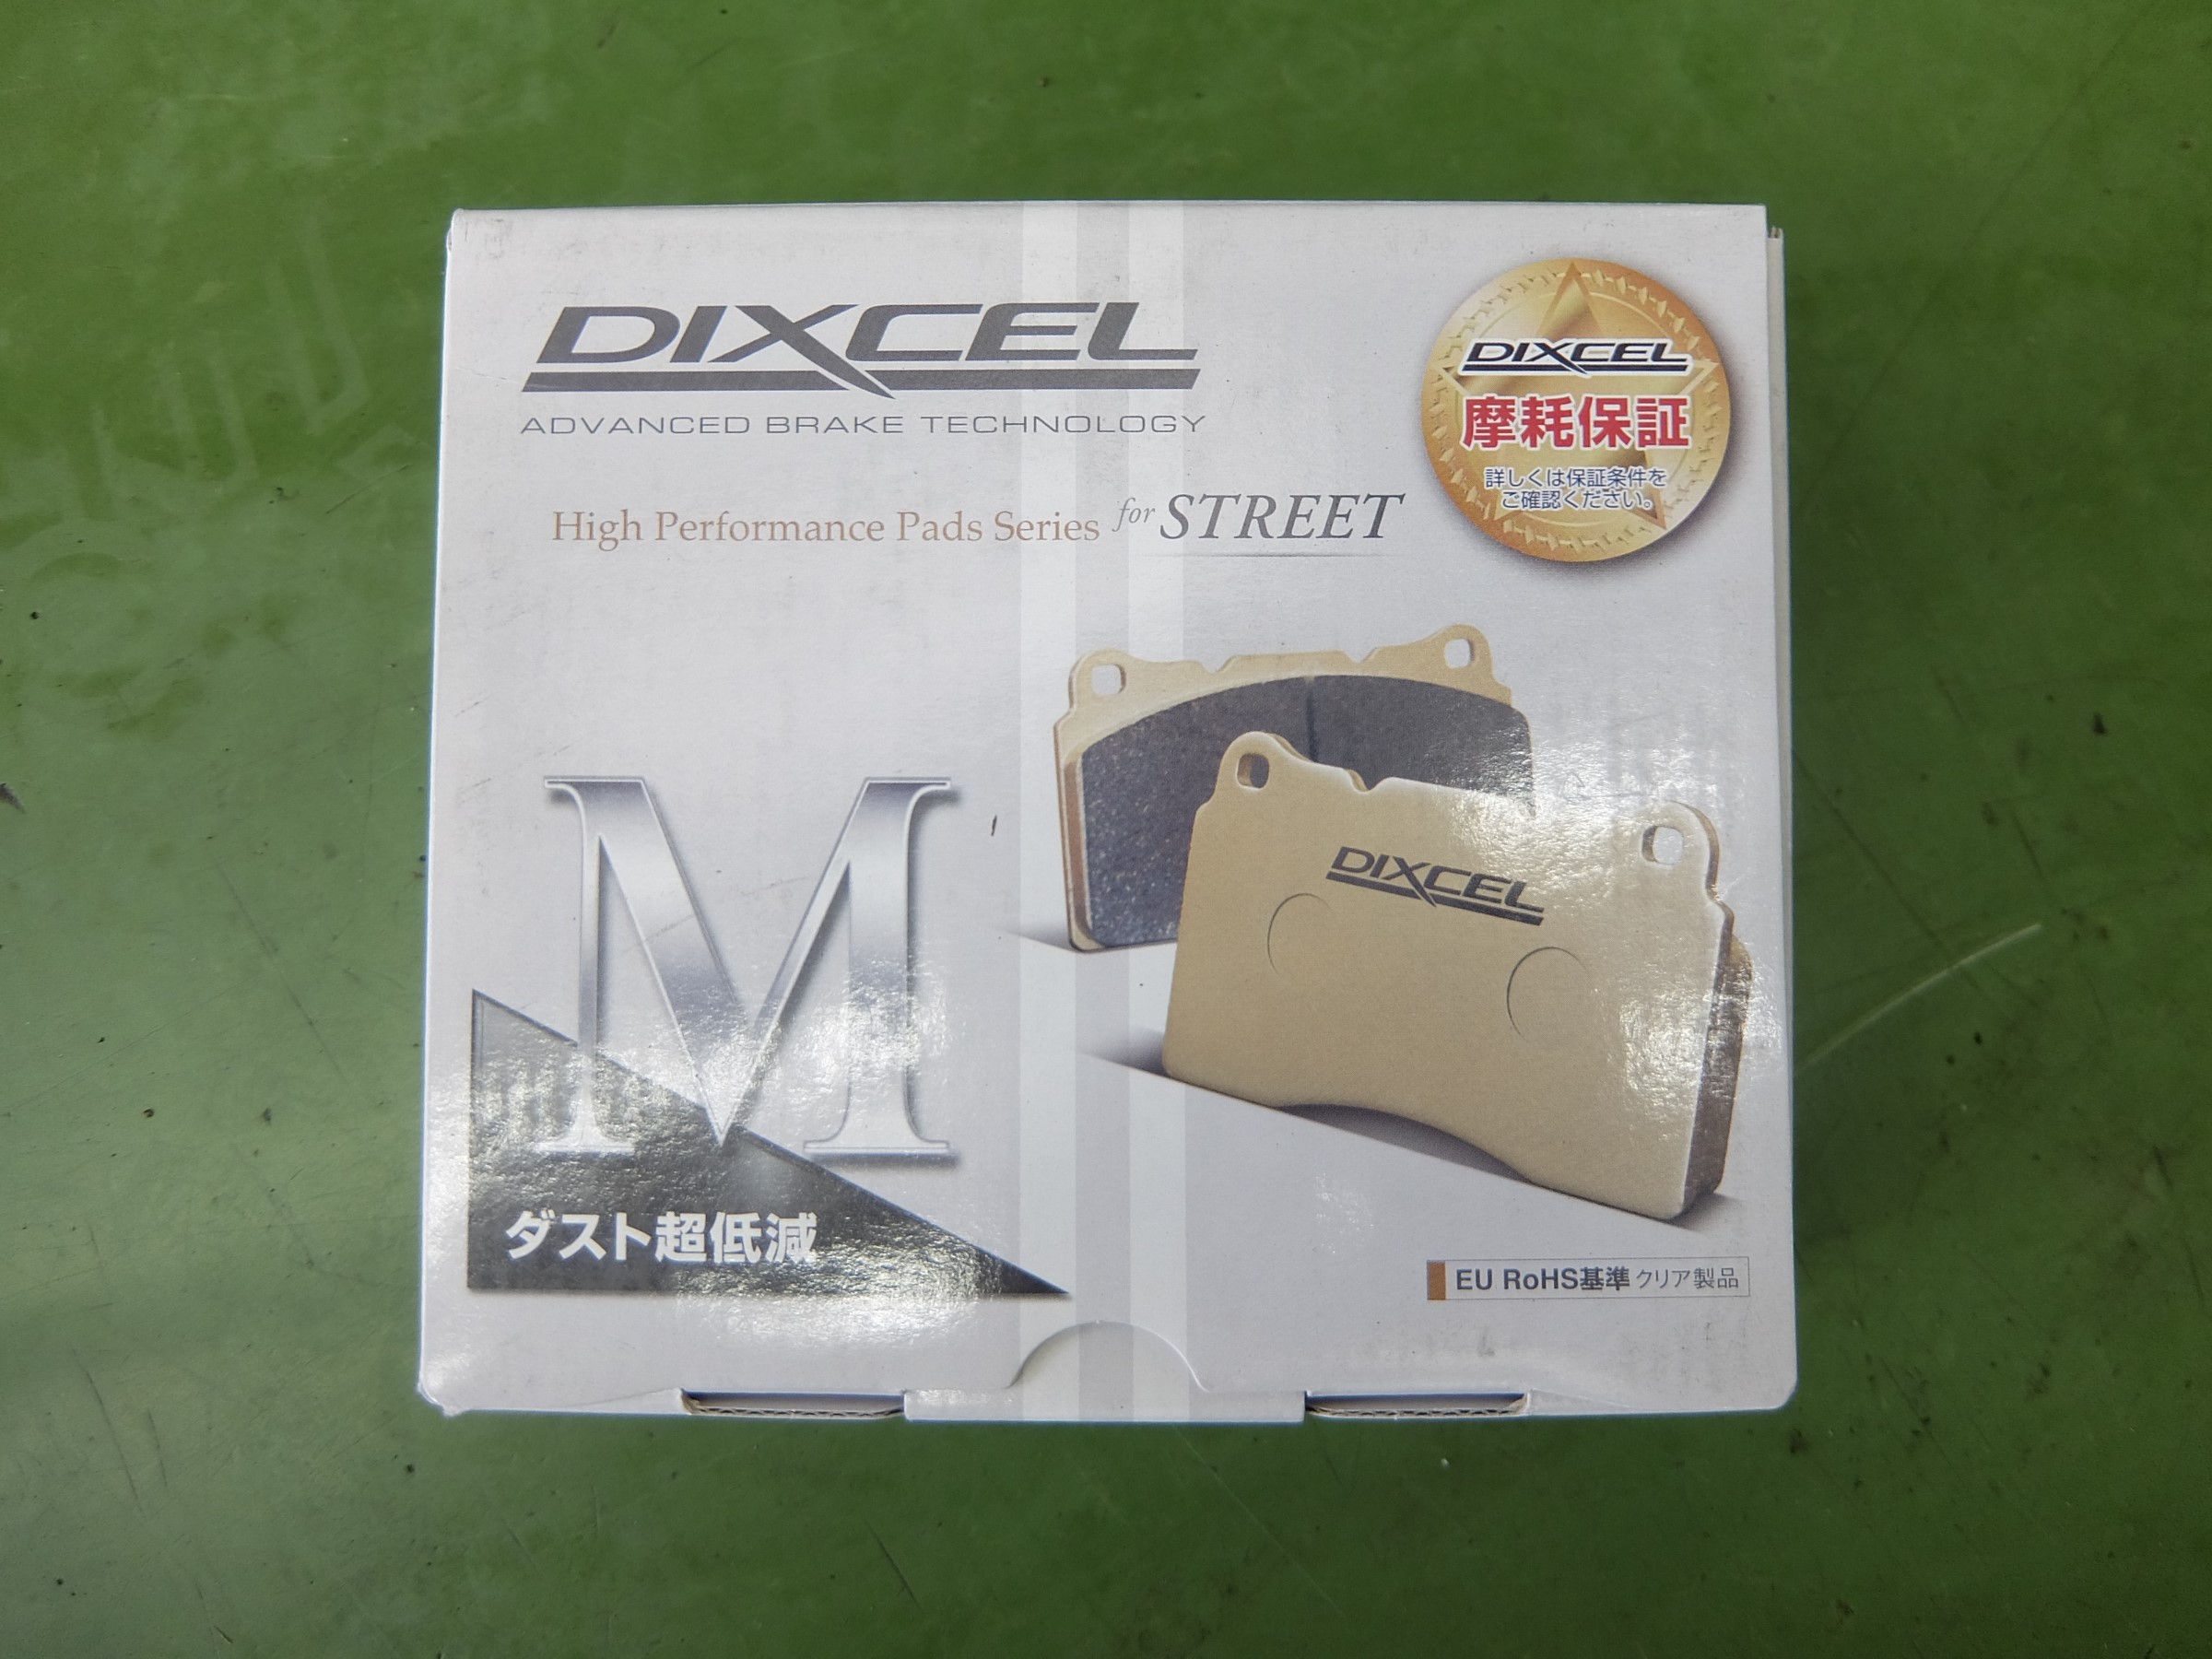 DIXCEL
ADVANCED BRAKE TECHNOLOGY
DIXCEL
摩耗保証
詳しくは保証条件を
ご確認ください。
High Performance Pads Series for STREET
DIXCEL
M
ダスト超低減
EU RoHS基準 クリア製品